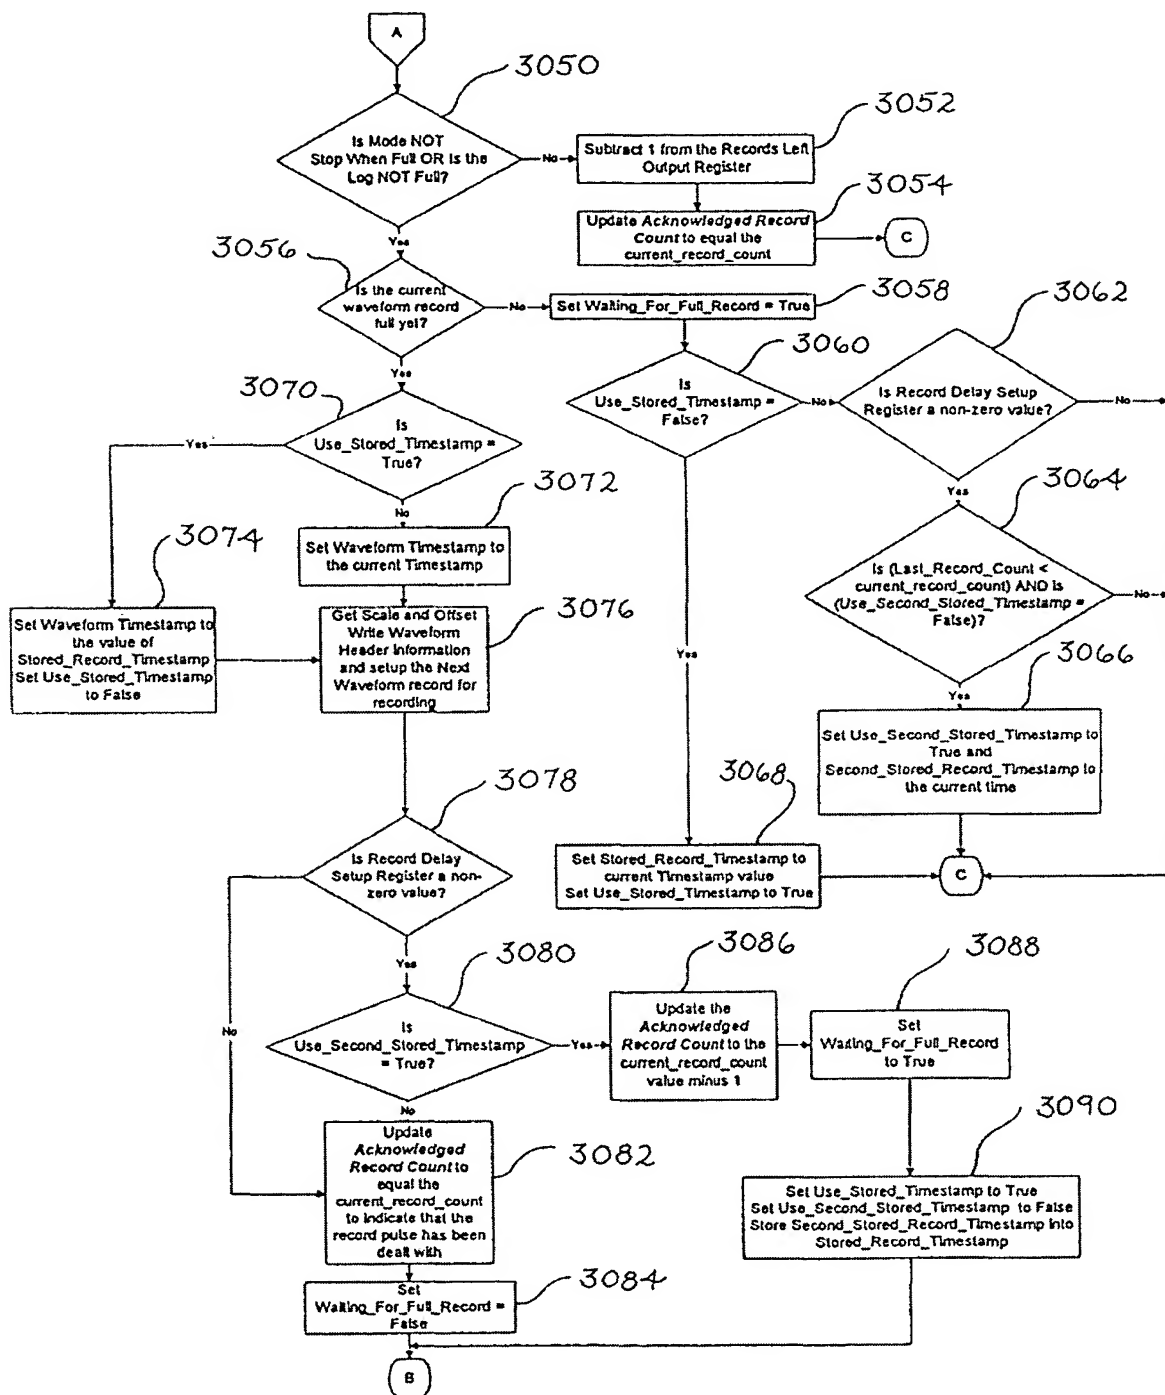 A
3050
Is Mode NOT
Stop When Full OR Is the
Log NOT Full?
No
3052
Subtract 1 from the Records Left
Output Register
3054
Update Acknowledged Record
Count to equal the
current_record_count
C
Yes
3056
Is the current
waveform record
full yet?
No
3058
Set Waiting_For_Full_Record = True
3060
Is
Use_Stored_Timestamp =
False?
No
3062
Is Record Delay Setup
Register a non-zero value?
No
Yes
3064
Is (Last_Record_Count <
current_record_count) AND is
(Use_Second_Stored_Timestamp =
False)?
No
Yes
3066
Set Use_Second_Stored_Timestamp to
True and
Second_Stored_Record_Timestamp to
the current time
Yes
3068
Set Stored_Record_Timestamp to
current Timestamp value
Set Use_Stored_Timestamp to True
C
Yes
3070
Is
Use_Stored_Timestamp =
True?
Yes
No
3072
Set Waveform Timestamp to
the current Timestamp
3074
Set Waveform Timestamp to
the value of
Stored_Record_Timestamp
Set Use_Stored_Timestamp
to False
3076
Get Scale and Offset
Write Waveform
Header Information
and setup the Next
Waveform record for
recording
3078
Is Record Delay
Setup Register a non-
zero value?
No
Yes
3080
Is
Use_Second_Stored_Timestamp
= True?
Yes
No
3086
Update the
Acknowledged
Record Count to the
current_record_count
value minus 1
3088
Set
Waiting_For_Full_Record
to True
3090
Set Use_Stored_Timestamp to True
Set Use_Second_Stored_Timestamp to False
Store Second_Stored_Record_Timestamp into
Stored_Record_Timestamp
3082
Update
Acknowledged
Record Count to
equal the
current_record_count
to indicate that the
record pulse has been
dealt with
3084
Set
Waiting_For_Full_Record =
False
B